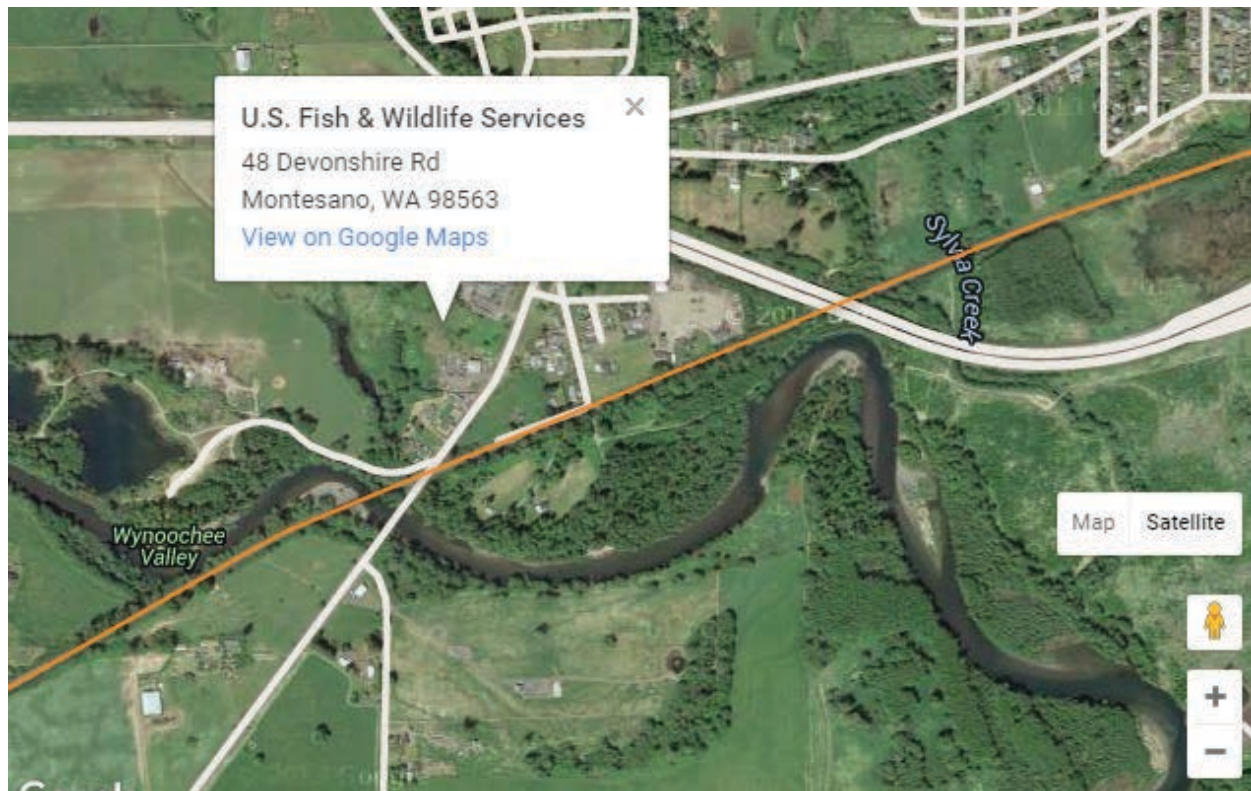 U.S. Fish & Wildlife Services
48 Devonshire Rd
Montesano, WA 98563
View on Google Maps
Sylvia Creek
Wynoochee
Valley
Map Satellite
+
−